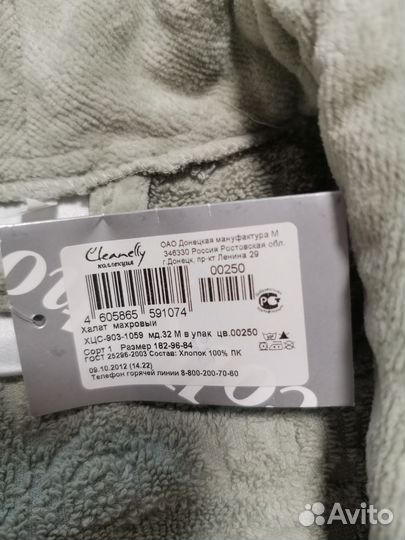 Cleanelly
коллекция
ОАО Донецкая мануфактура М
346330 Россия Ростовская обл.
г.Донецк, пр-кт Ленина 29
00250
4 605865 591074
Халат махровый
ХЦС-903-1059 мд.32 М в упак цв.00250
Сорт 1 Размер 182-96-84
ГОСТ 25296-2003 Состав: Хлопок 100% ПК
09.10.2012 (14:22)
Телефон горячей линии 8-800-200-70-60
Avito